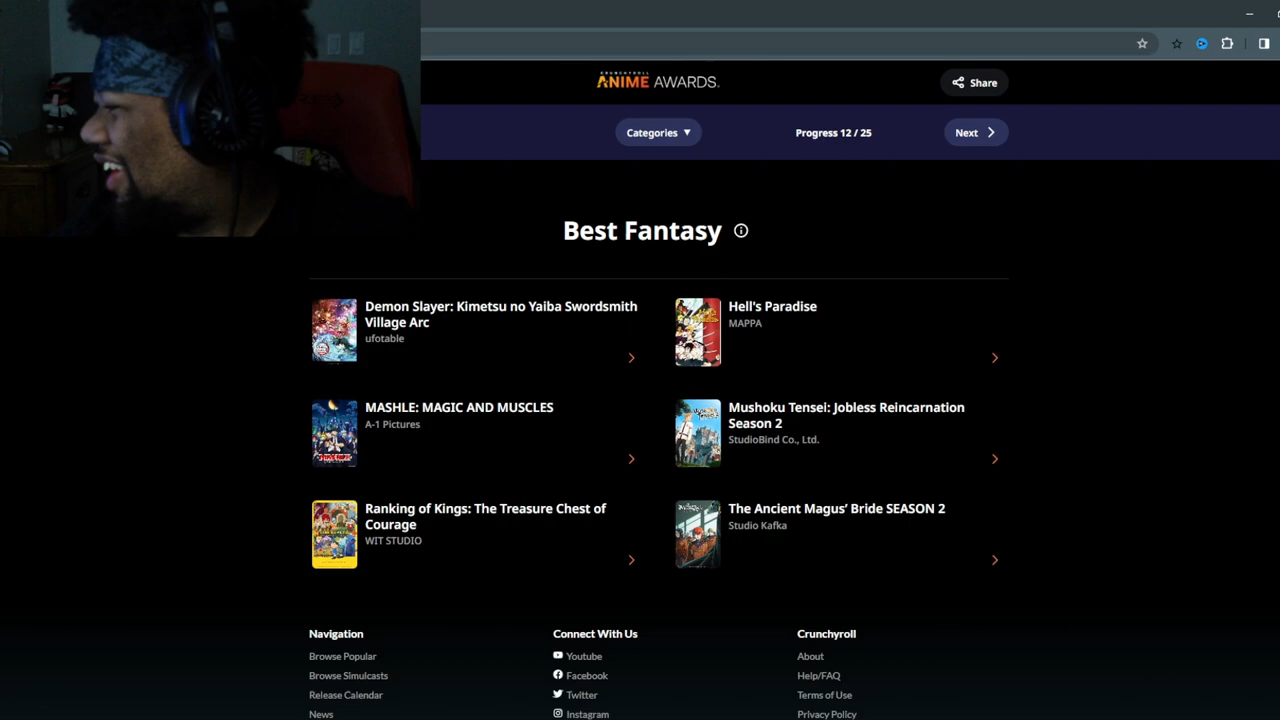 CRUNCHYROLL
ANIME AWARDS.
Share
Categories ▼
Progress 12 / 25
Next
Best Fantasy
Demon Slayer: Kimetsu no Yaiba Swordsmith
Village Arc
ufotable
Hell's Paradise
MAPPA
MASHLE: MAGIC AND MUSCLES
A-1 Pictures
Mushoku Tensei: Jobless Reincarnation
Season 2
StudioBind Co., Ltd.
Ranking of Kings: The Treasure Chest of
Courage
WIT STUDIO
The Ancient Magus’ Bride SEASON 2
Studio Kafka
Navigation
Browse Popular
Browse Simulcasts
Release Calendar
News
Connect With Us
Youtube
Facebook
Twitter
Instagram
Crunchyroll
About
Help/FAQ
Terms of Use
Privacy Policy